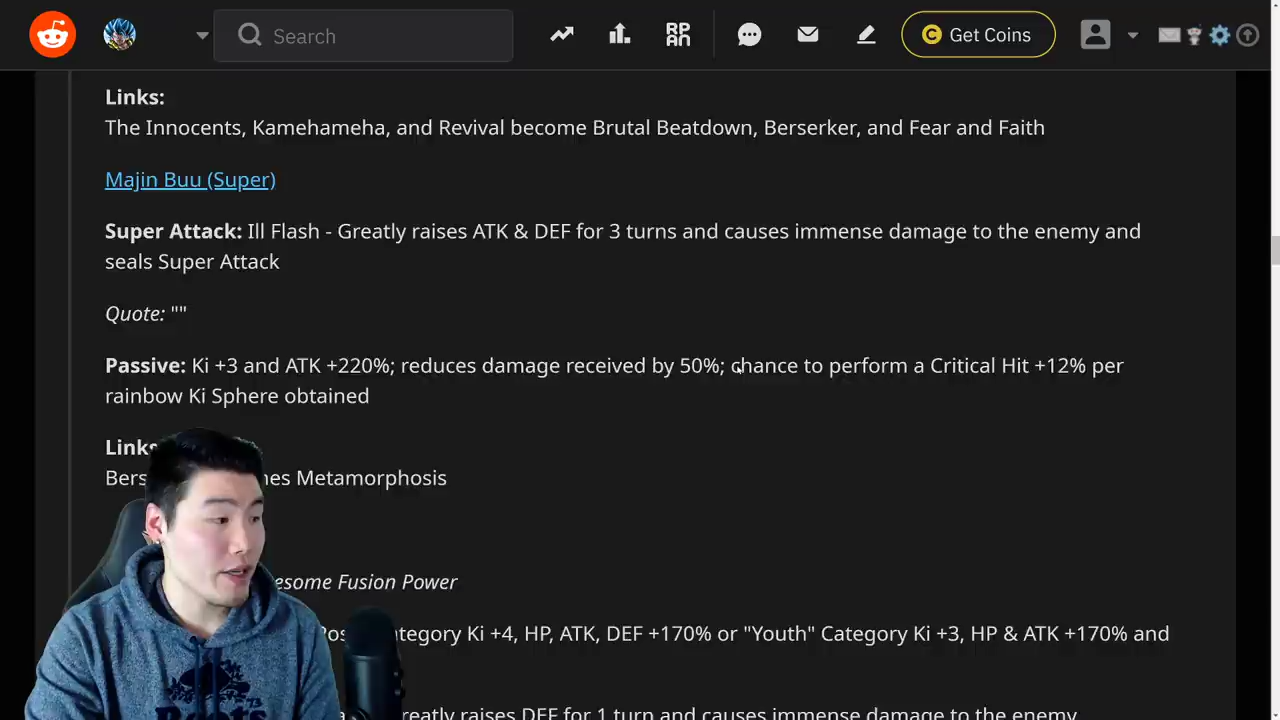 Search
RPAN
Get Coins
Links:
The Innocents, Kamehameha, and Revival become Brutal Beatdown, Berserker, and Fear and Faith
Majin Buu (Super)
Super Attack: Ill Flash - Greatly raises ATK & DEF for 3 turns and causes immense damage to the enemy and
seals Super Attack
Quote: ""
Passive: Ki +3 and ATK +220%; reduces damage received by 50%; chance to perform a Critical Hit +12% per
rainbow Ki Sphere obtained
Links
Metamorphosis
Fusion Power
Category Ki +4, HP, ATK, DEF +170% or "Youth" Category Ki +3, HP & ATK +170% and
raises DEF for 1 turn and causes immense damage to the enemy